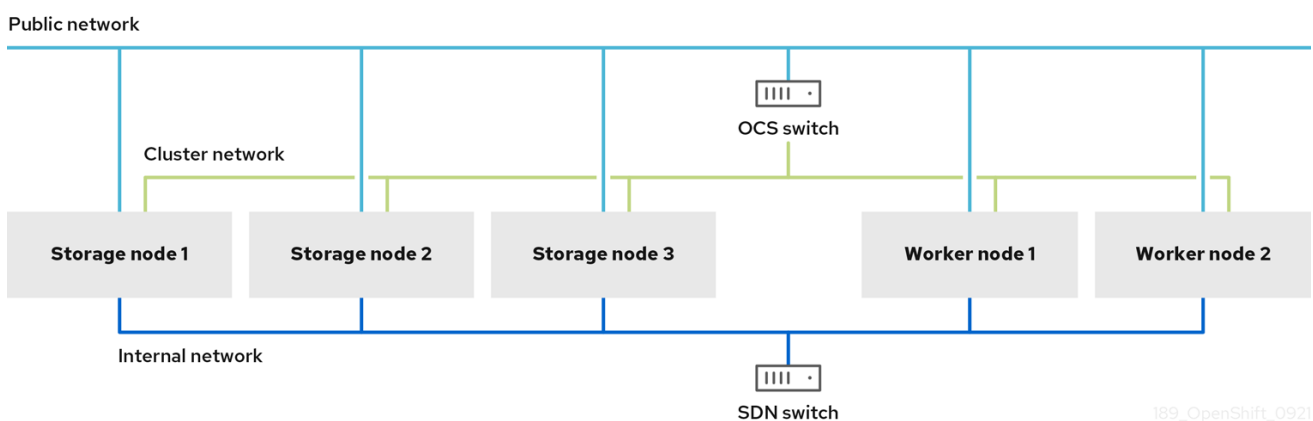 Public network
OCS switch
Cluster network
Storage node 1
Storage node 2
Storage node 3
Worker node 1
Worker node 2
Internal network
SDN switch
189_OpenShift_0921